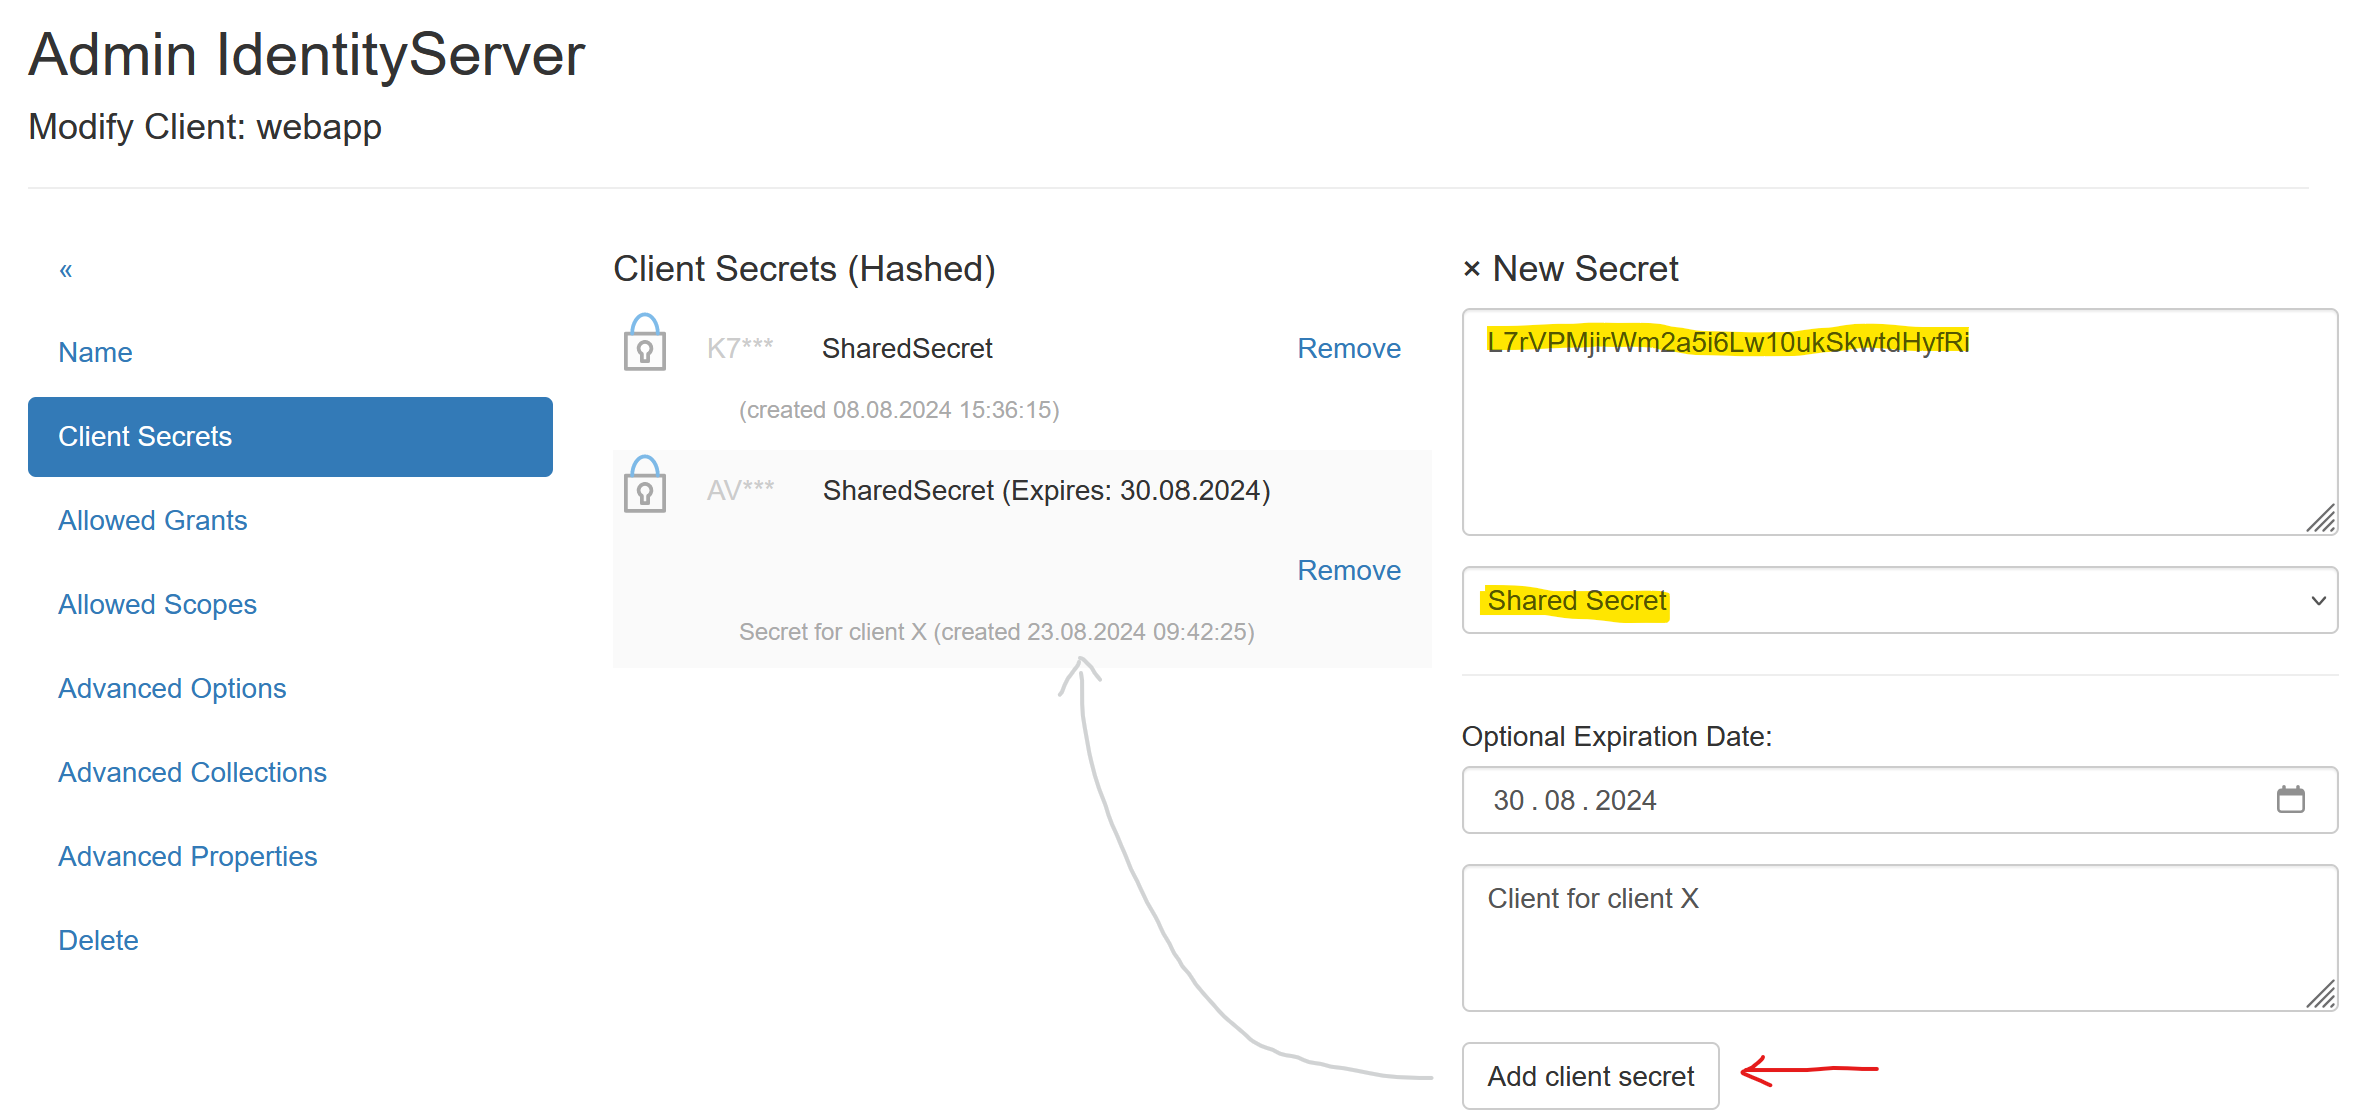 Admin IdentityServer
Modify Client: webapp
«
Name
Client Secrets
Allowed Grants
Allowed Scopes
Advanced Options
Advanced Collections
Advanced Properties
Delete
Client Secrets (Hashed)
K7*** SharedSecret Remove
(created 08.08.2024 15:36:15)
AV*** SharedSecret (Expires: 30.08.2024)
Remove
Secret for client X (created 23.08.2024 09:42:25)
× New Secret
L7rVPMjirWm2a5i6Lw10ukSkwtdHyfRi
Shared Secret
Optional Expiration Date:
30 . 08 . 2024
Client for client X
Add client secret